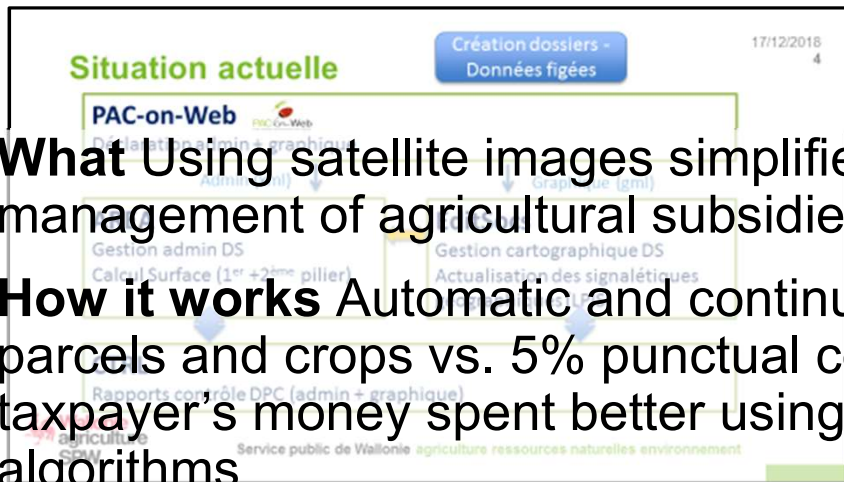 Situation actuelle
Création dossiers -
Données figées
17/12/2018
4
PAC-on-Web
PAC-on-Web
Déclaration admin + graphique
What Using satellite images simplifie
management of agricultural subsidie
Gestion admin DS
Gestion cartographique DS
Calcul Surface (1er +2ème pilier)
Actualisation des signalétiques
How it works Automatic and continu
parcels and crops vs. 5% punctual c
Rapports contrôle DPC (admin + graphique)
taxpayer’s money spent better using
agriculture
SPW
Service public de Wallonie agriculture ressources naturelles environnement
algorithms